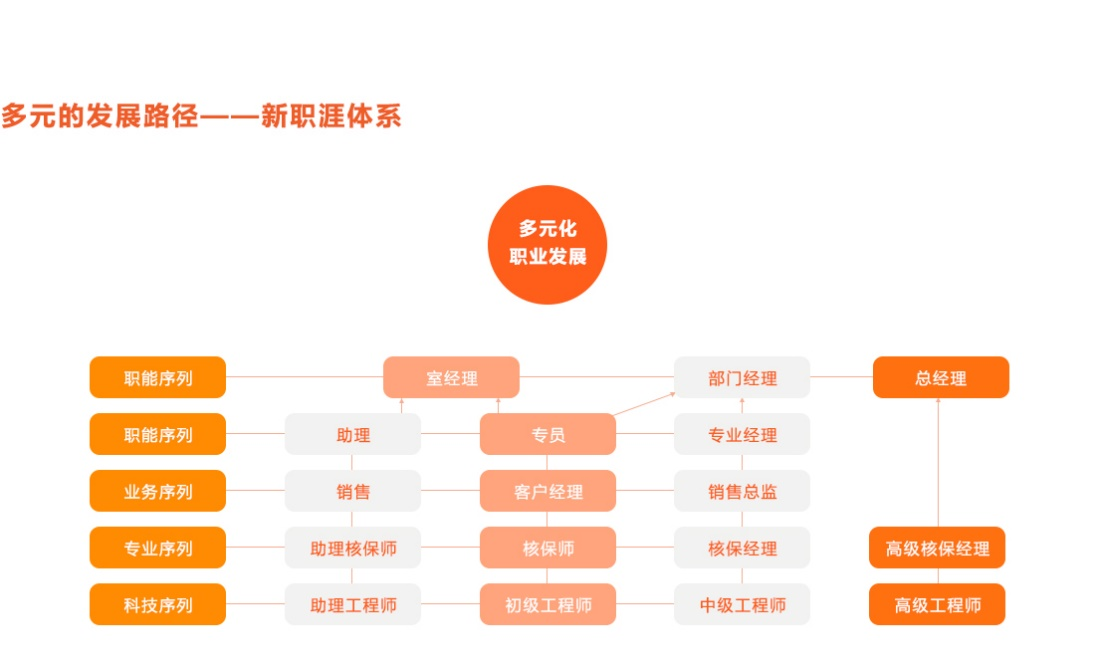 多元的发展路径——新职涯体系
多元化
职业发展
职能序列 室经理 部门经理 总经理
职能序列 助理 专员 专业经理
业务序列 销售 客户经理 销售总监
专业序列 助理核保师 核保师 核保经理 高级核保经理
科技序列 助理工程师 初级工程师 中级工程师 高级工程师